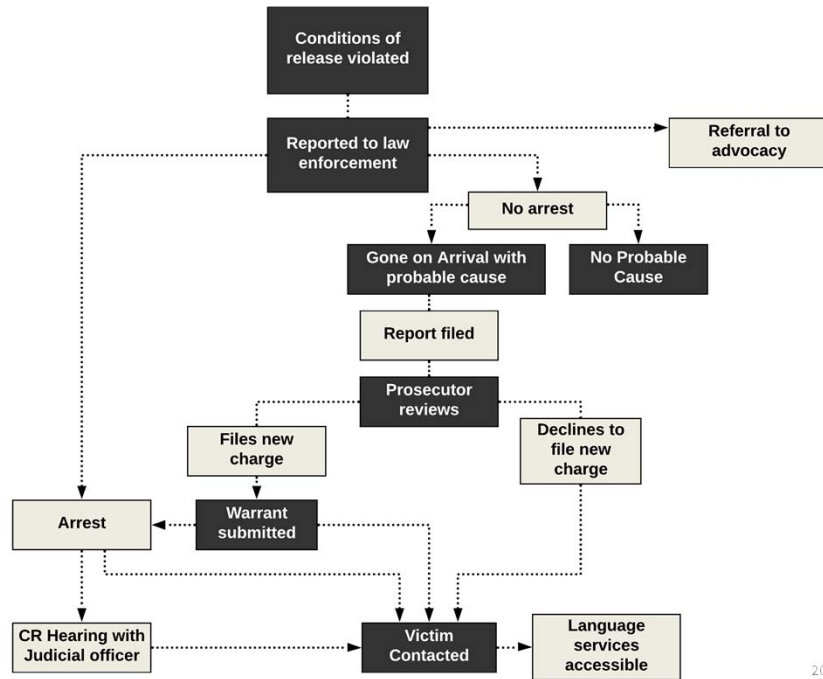 Conditions of
release violated
Reported to law
enforcement
Referral to
advocacy
No arrest
Gone on Arrival with
probable cause
No Probable
Cause
Report filed
Prosecutor
reviews
Files new
charge
Declines to
file new
charge
Arrest
Warrant
submitted
CR Hearing with
Judicial officer
Victim
Contacted
Language
services
accessible
20